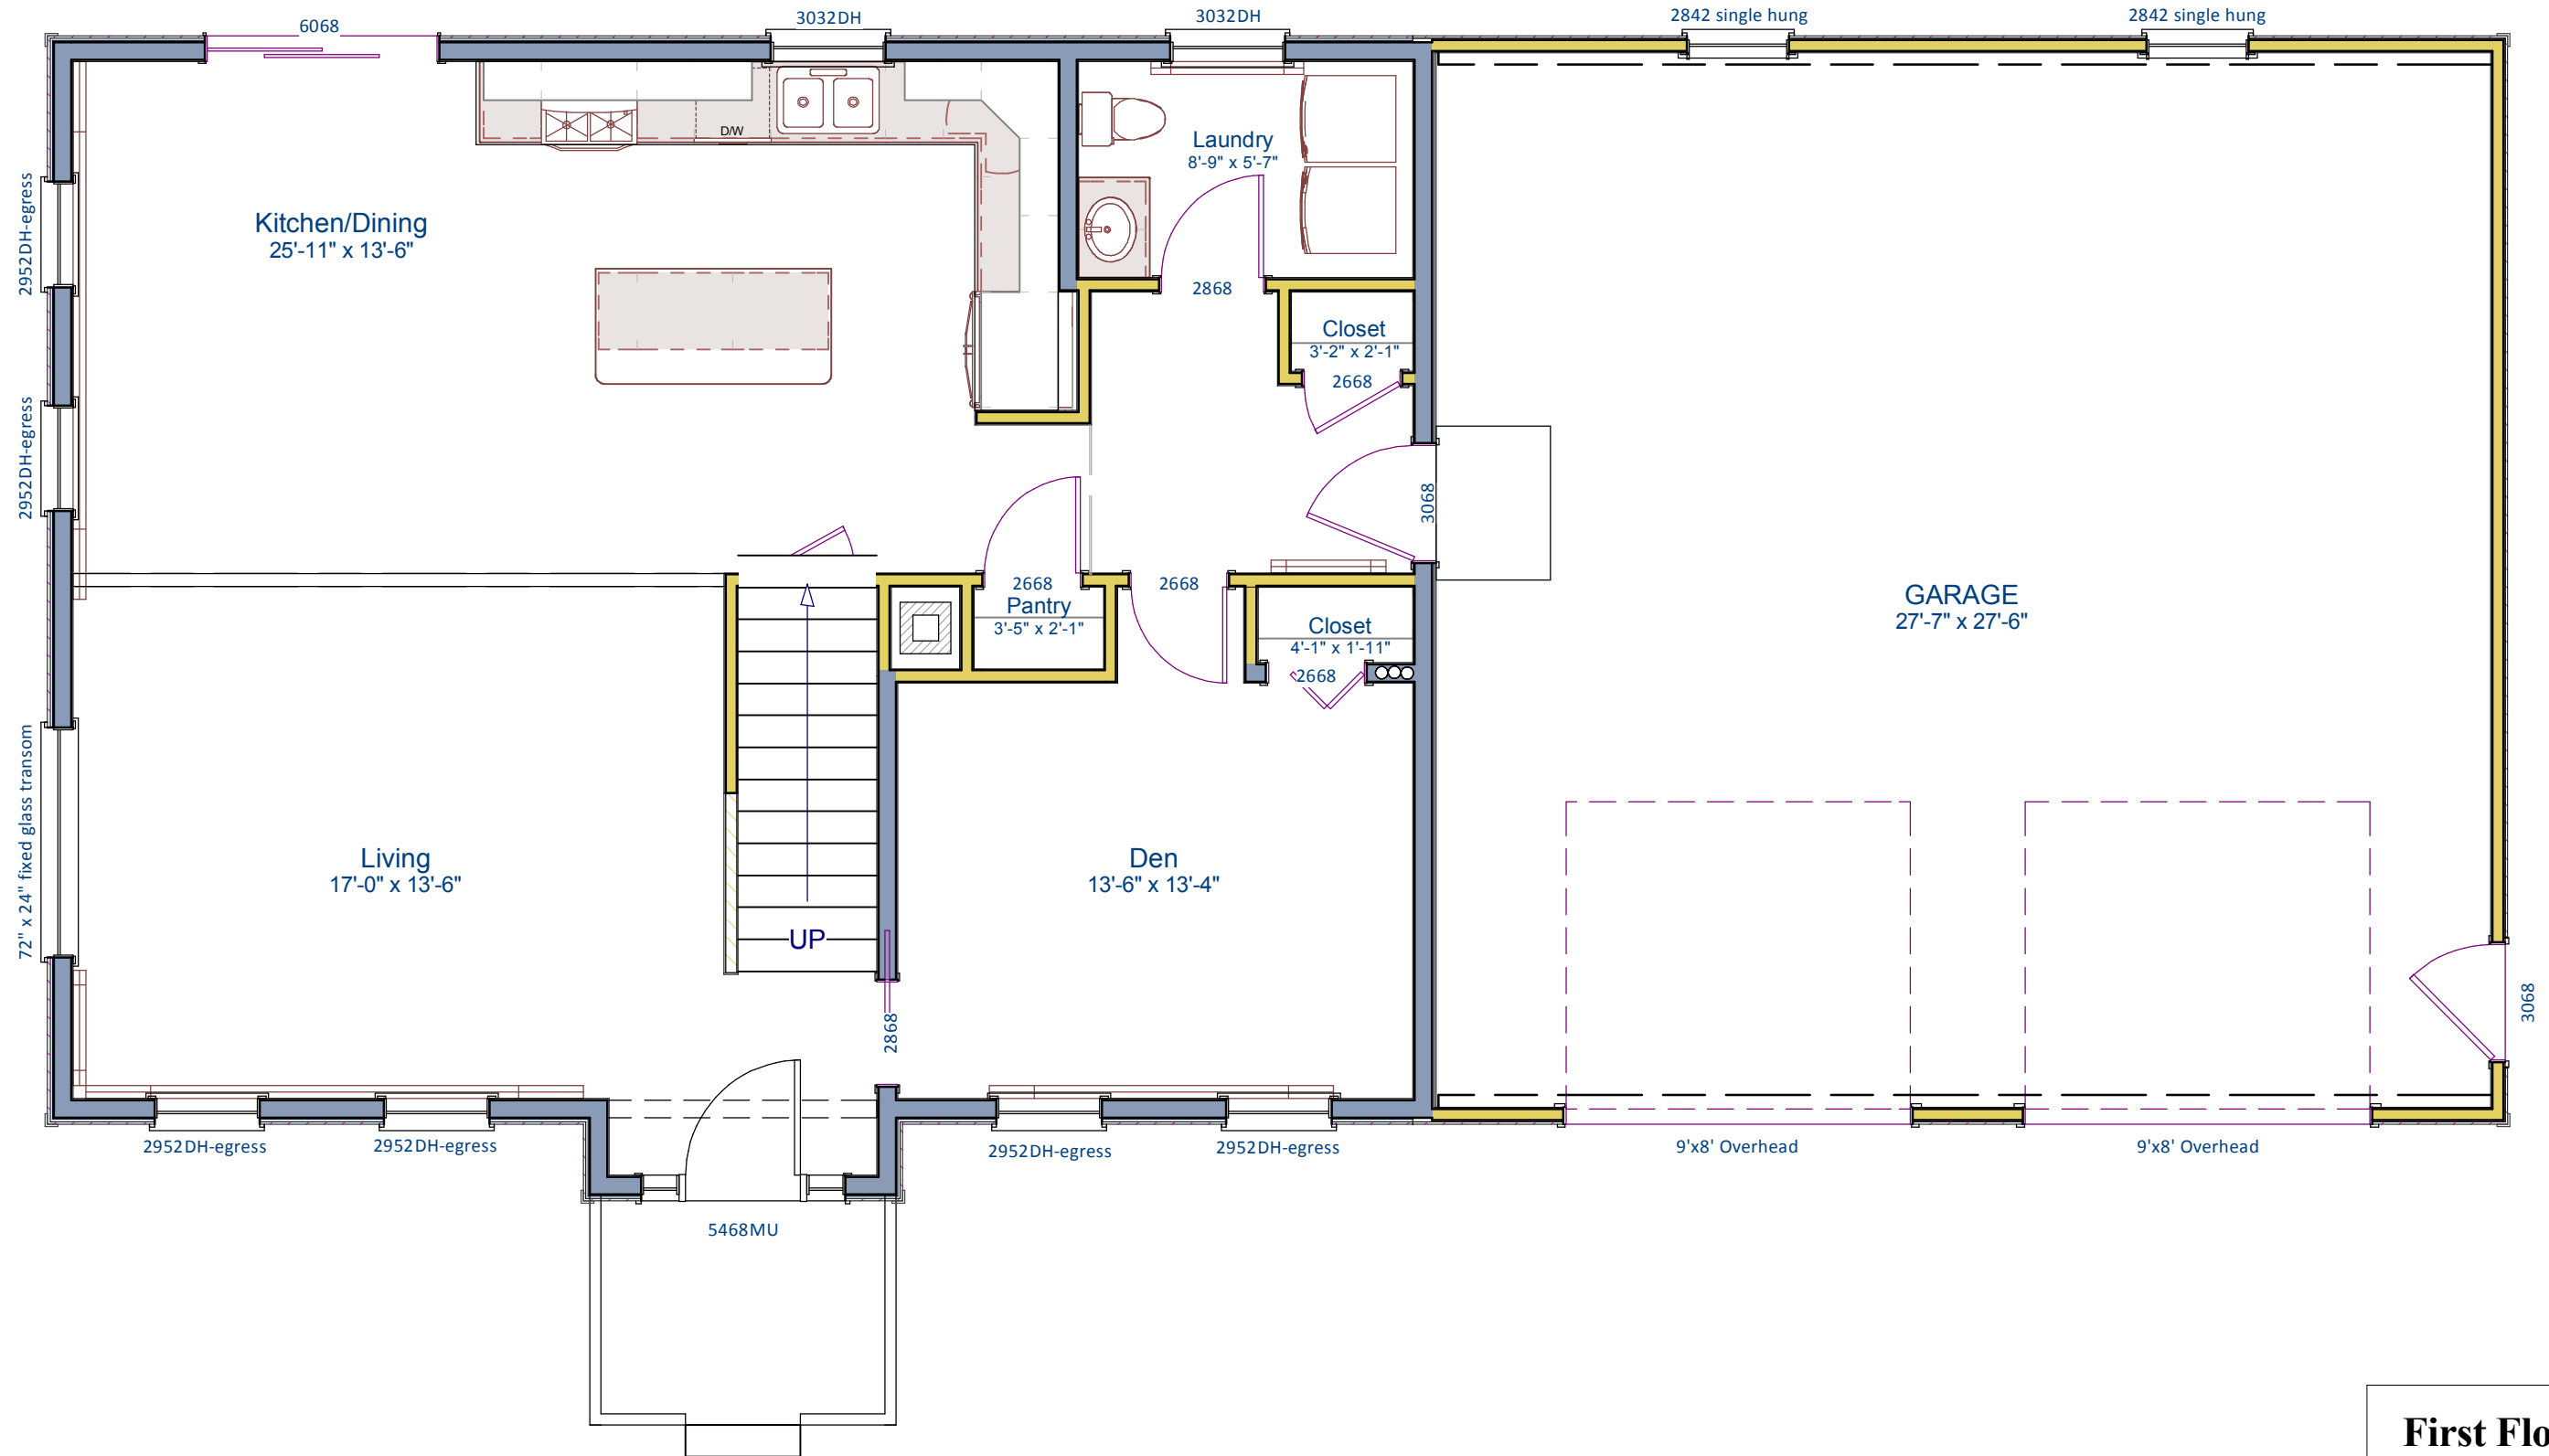 6068
3032DH
3032DH
2842 single hung
2842 single hung
D/W
Laundry
8'-9" x 5'-7"
2952DH-egress
Kitchen/Dining
25'-11" x 13'-6"
2868
Closet
3'-2" x 2'-1"
2668
2952DH-egress
3068
2668
Pantry
3'-5" x 2'-1"
2668
Closet
4'-1" x 1'-11"
2668
GARAGE
27'-7" x 27'-6"
72" x 24" fixed glass transom
Living
17'-0" x 13'-6"
UP
Den
13'-6" x 13'-4"
2868
3068
2952DH-egress
2952DH-egress
2952DH-egress
2952DH-egress
9'x8' Overhead
9'x8' Overhead
5468MU
First Flo